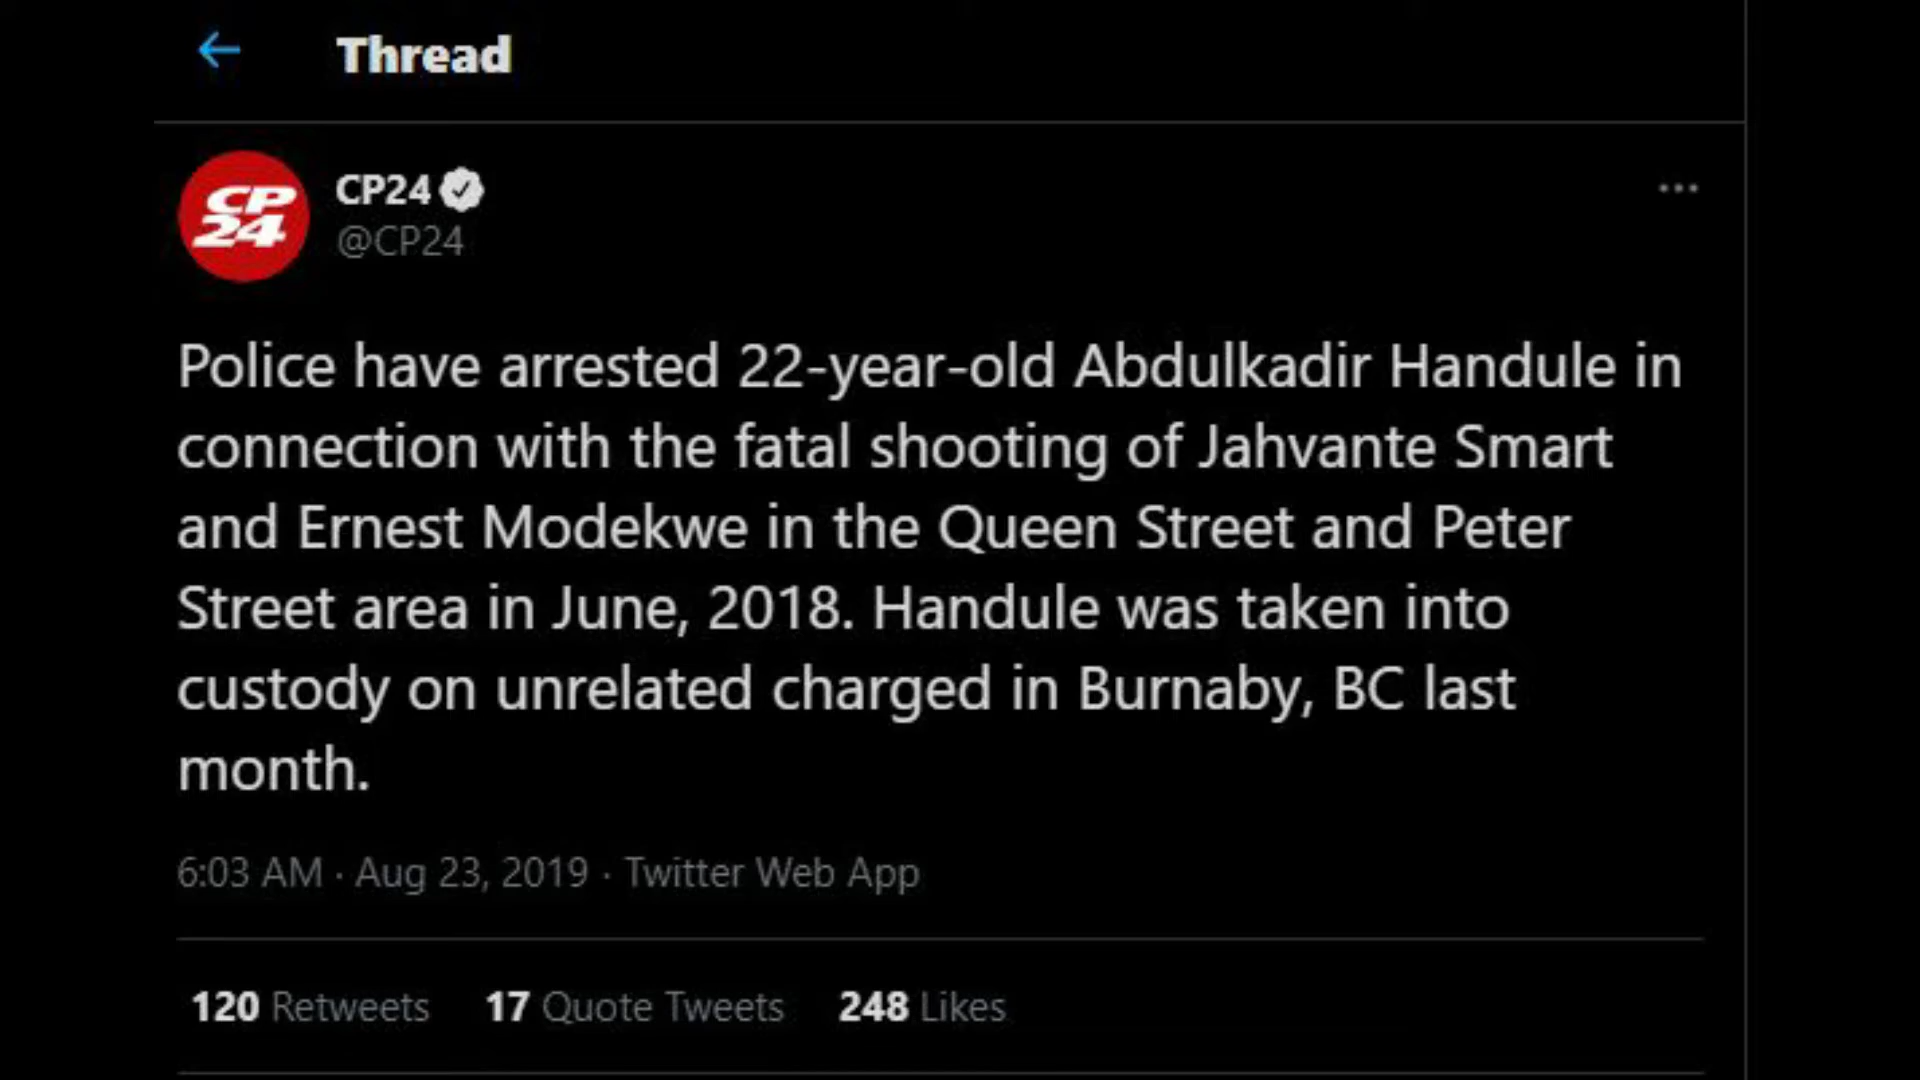 Thread
CP
24
CP24
@CP24
Police have arrested 22-year-old Abdulkadir Handule in
connection with the fatal shooting of Jahvante Smart
and Ernest Modekwe in the Queen Street and Peter
Street area in June, 2018. Handule was taken into
custody on unrelated charged in Burnaby, BC last
month.
6:03 AM · Aug 23, 2019 · Twitter Web App
120 Retweets 17 Quote Tweets 248 Likes